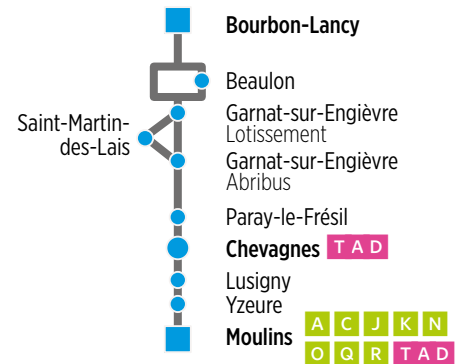 Bourbon-Lancy
Beaulon
Garnat-sur-Engièvre
Lotissement
Saint-Martin-
des-Lais
Garnat-sur-Engièvre
Abribus
Paray-le-Frésil
Chevagnes TAD
Lusigny
Yzeure
Moulins A C J K N
O Q R TAD